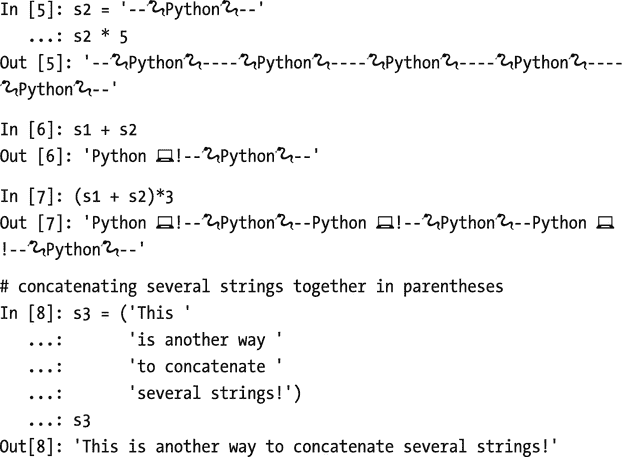 In [5]: s2 = '--🐍Python🐍--'
   ...: s2 * 5
Out [5]: '--🐍Python🐍----🐍Python🐍----🐍Python🐍----🐍Python🐍----
🐍Python🐍--'
In [6]: s1 + s2
Out [6]: 'Python 💻!--🐍Python🐍--'
In [7]: (s1 + s2)*3
Out [7]: 'Python 💻!--🐍Python🐍--Python 💻!--🐍Python🐍--Python 💻
!--🐍Python🐍--'
# concatenating several strings together in parentheses
In [8]: s3 = ('This '
   ...:       'is another way '
   ...:       'to concatenate '
   ...:       'several strings!')
   ...: s3
Out[8]: 'This is another way to concatenate several strings!'